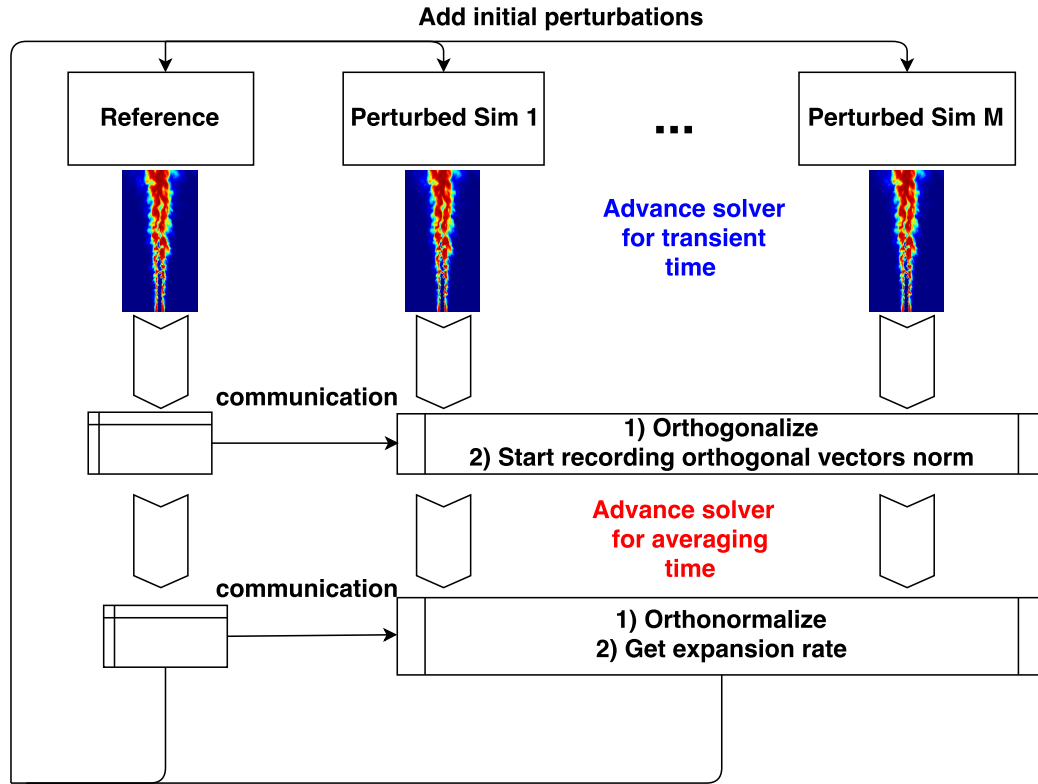 Add initial perturbations
Reference
Perturbed Sim 1
...
Perturbed Sim M
Advance solver
for transient
time
communication
1) Orthogonalize
2) Start recording orthogonal vectors norm
Advance solver
for averaging
time
communication
1) Orthonormalize
2) Get expansion rate